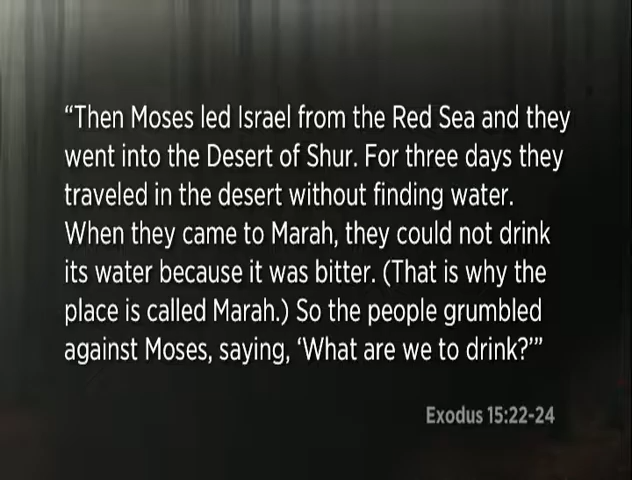 “Then Moses led Israel from the Red Sea and they
went into the Desert of Shur. For three days they
traveled in the desert without finding water.
When they came to Marah, they could not drink
its water because it was bitter. (That is why the
place is called Marah.) So the people grumbled
against Moses, saying, ‘What are we to drink?’”
Exodus 15:22-24